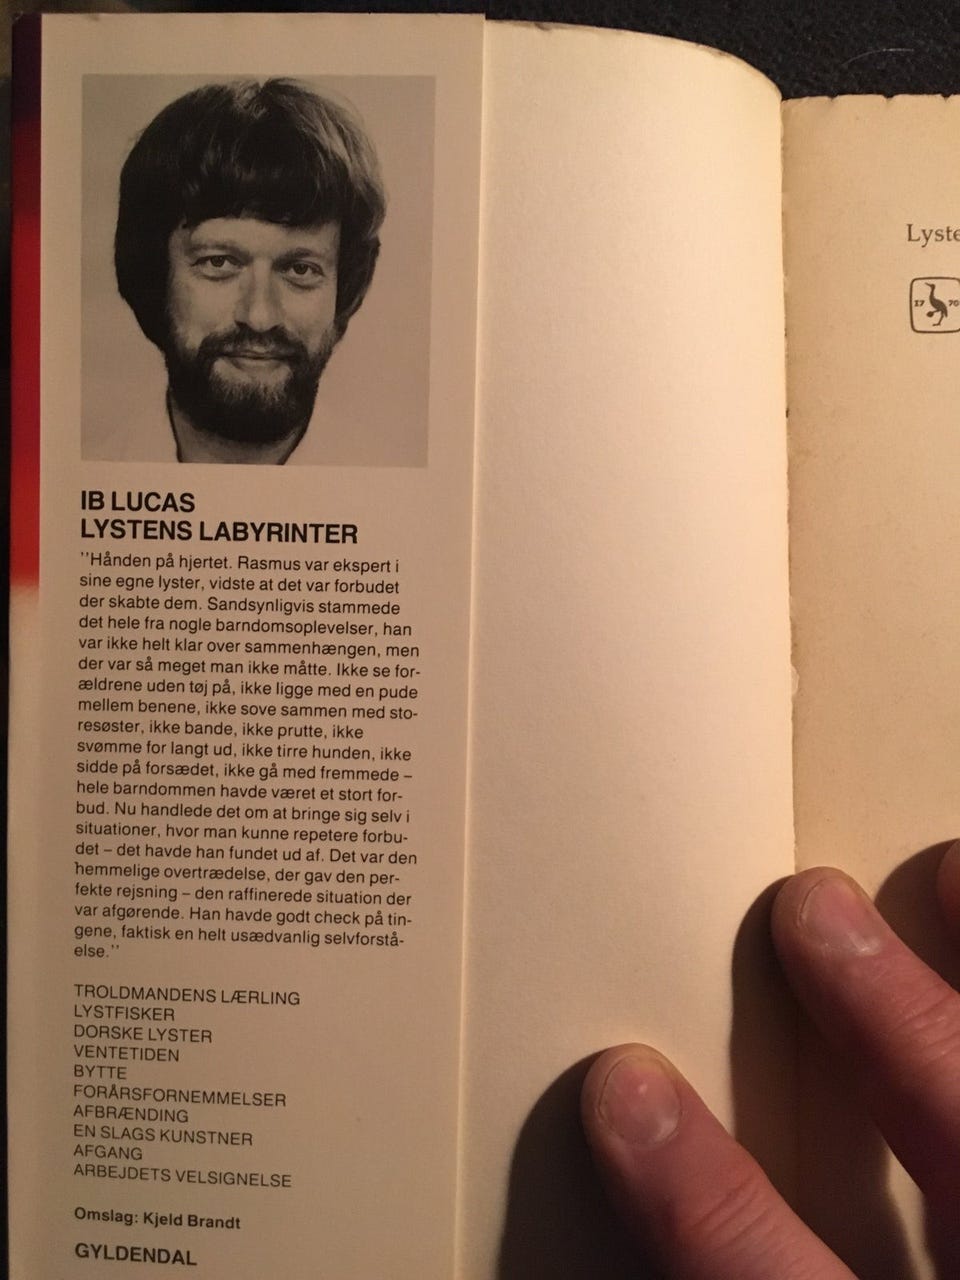 IB LUCAS
LYSTENS LABYRINTER
''Hånden på hjertet. Rasmus var ekspert i
sine egne lyster, vidste at det var forbudet
der skabte dem. Sandsynligvis stammede
det hele fra nogle barndomsoplevelser, han
var ikke helt klar over sammenhængen, men
der var så meget man ikke måtte. Ikke se for-
ældrene uden tøj på, ikke ligge med en pude
mellem benene, ikke sove sammen med sto-
resøster, ikke bande, ikke prutte, ikke
svømme for langt ud, ikke tirre hunden, ikke
sidde på forsædet, ikke gå med fremmede –
hele barndommen havde været et stort for-
bud. Nu handlede det om at bringe sig selv i
situationer, hvor man kunne repetere forbu-
det – det havde han fundet ud af. Det var den
hemmelige overtrædelse, der gav den per-
fekte rejsning – den raffinerede situation der
var afgørende. Han havde godt check på tin-
gene, faktisk en helt usædvanlig selvforstå-
else.''
TROLDMANDENS LÆRLING
LYSTFISKER
DORSKE LYSTER
VENTETIDEN
BYTTE
FORÅRSFORNEMMELSER
AFBRÆNDING
EN SLAGS KUNSTNER
AFGANG
ARBEJDETS VELSIGNELSE
Omslag: Kjeld Brandt
GYLDENDAL
Lyste
17 70